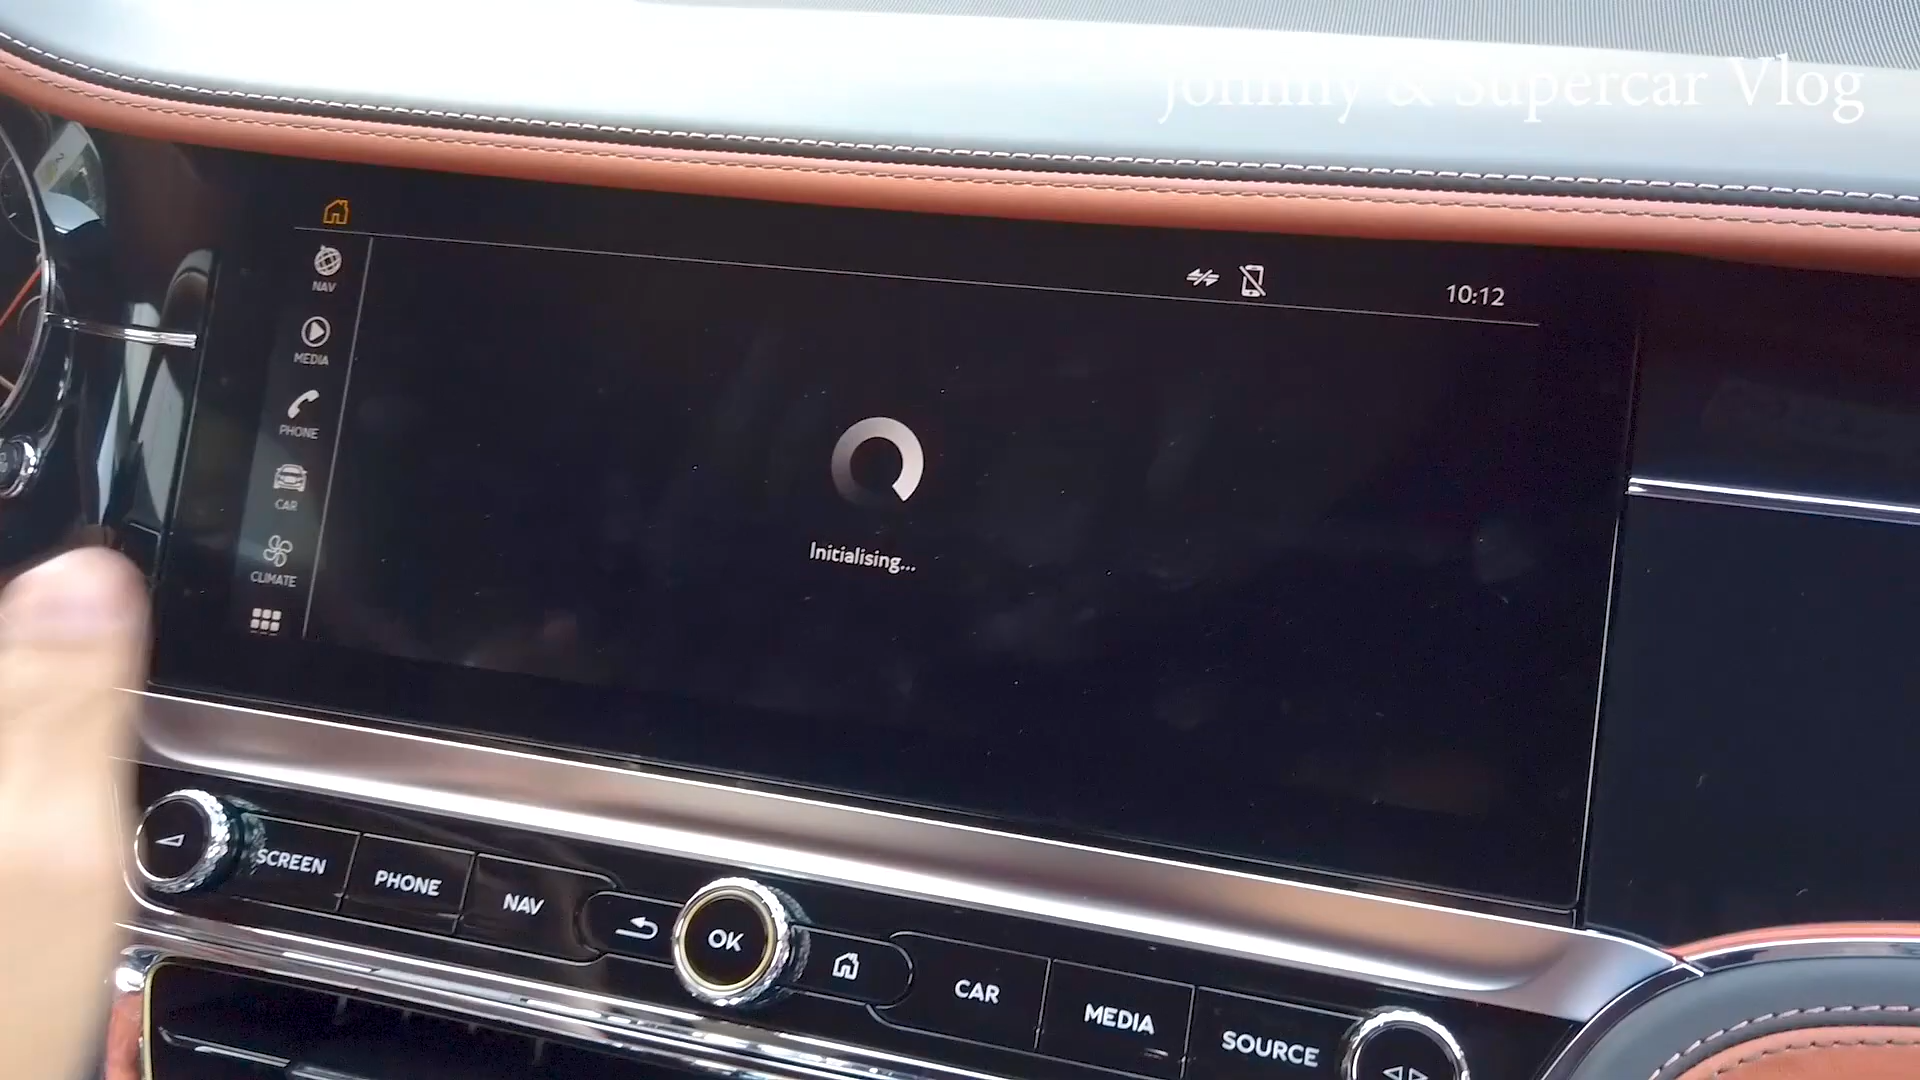 Johnny & Supercar Vlog
10:12
NAV
MEDIA
PHONE
CAR
CLIMATE
Initialising...
SCREEN
PHONE
NAV
OK
CAR
MEDIA
SOURCE